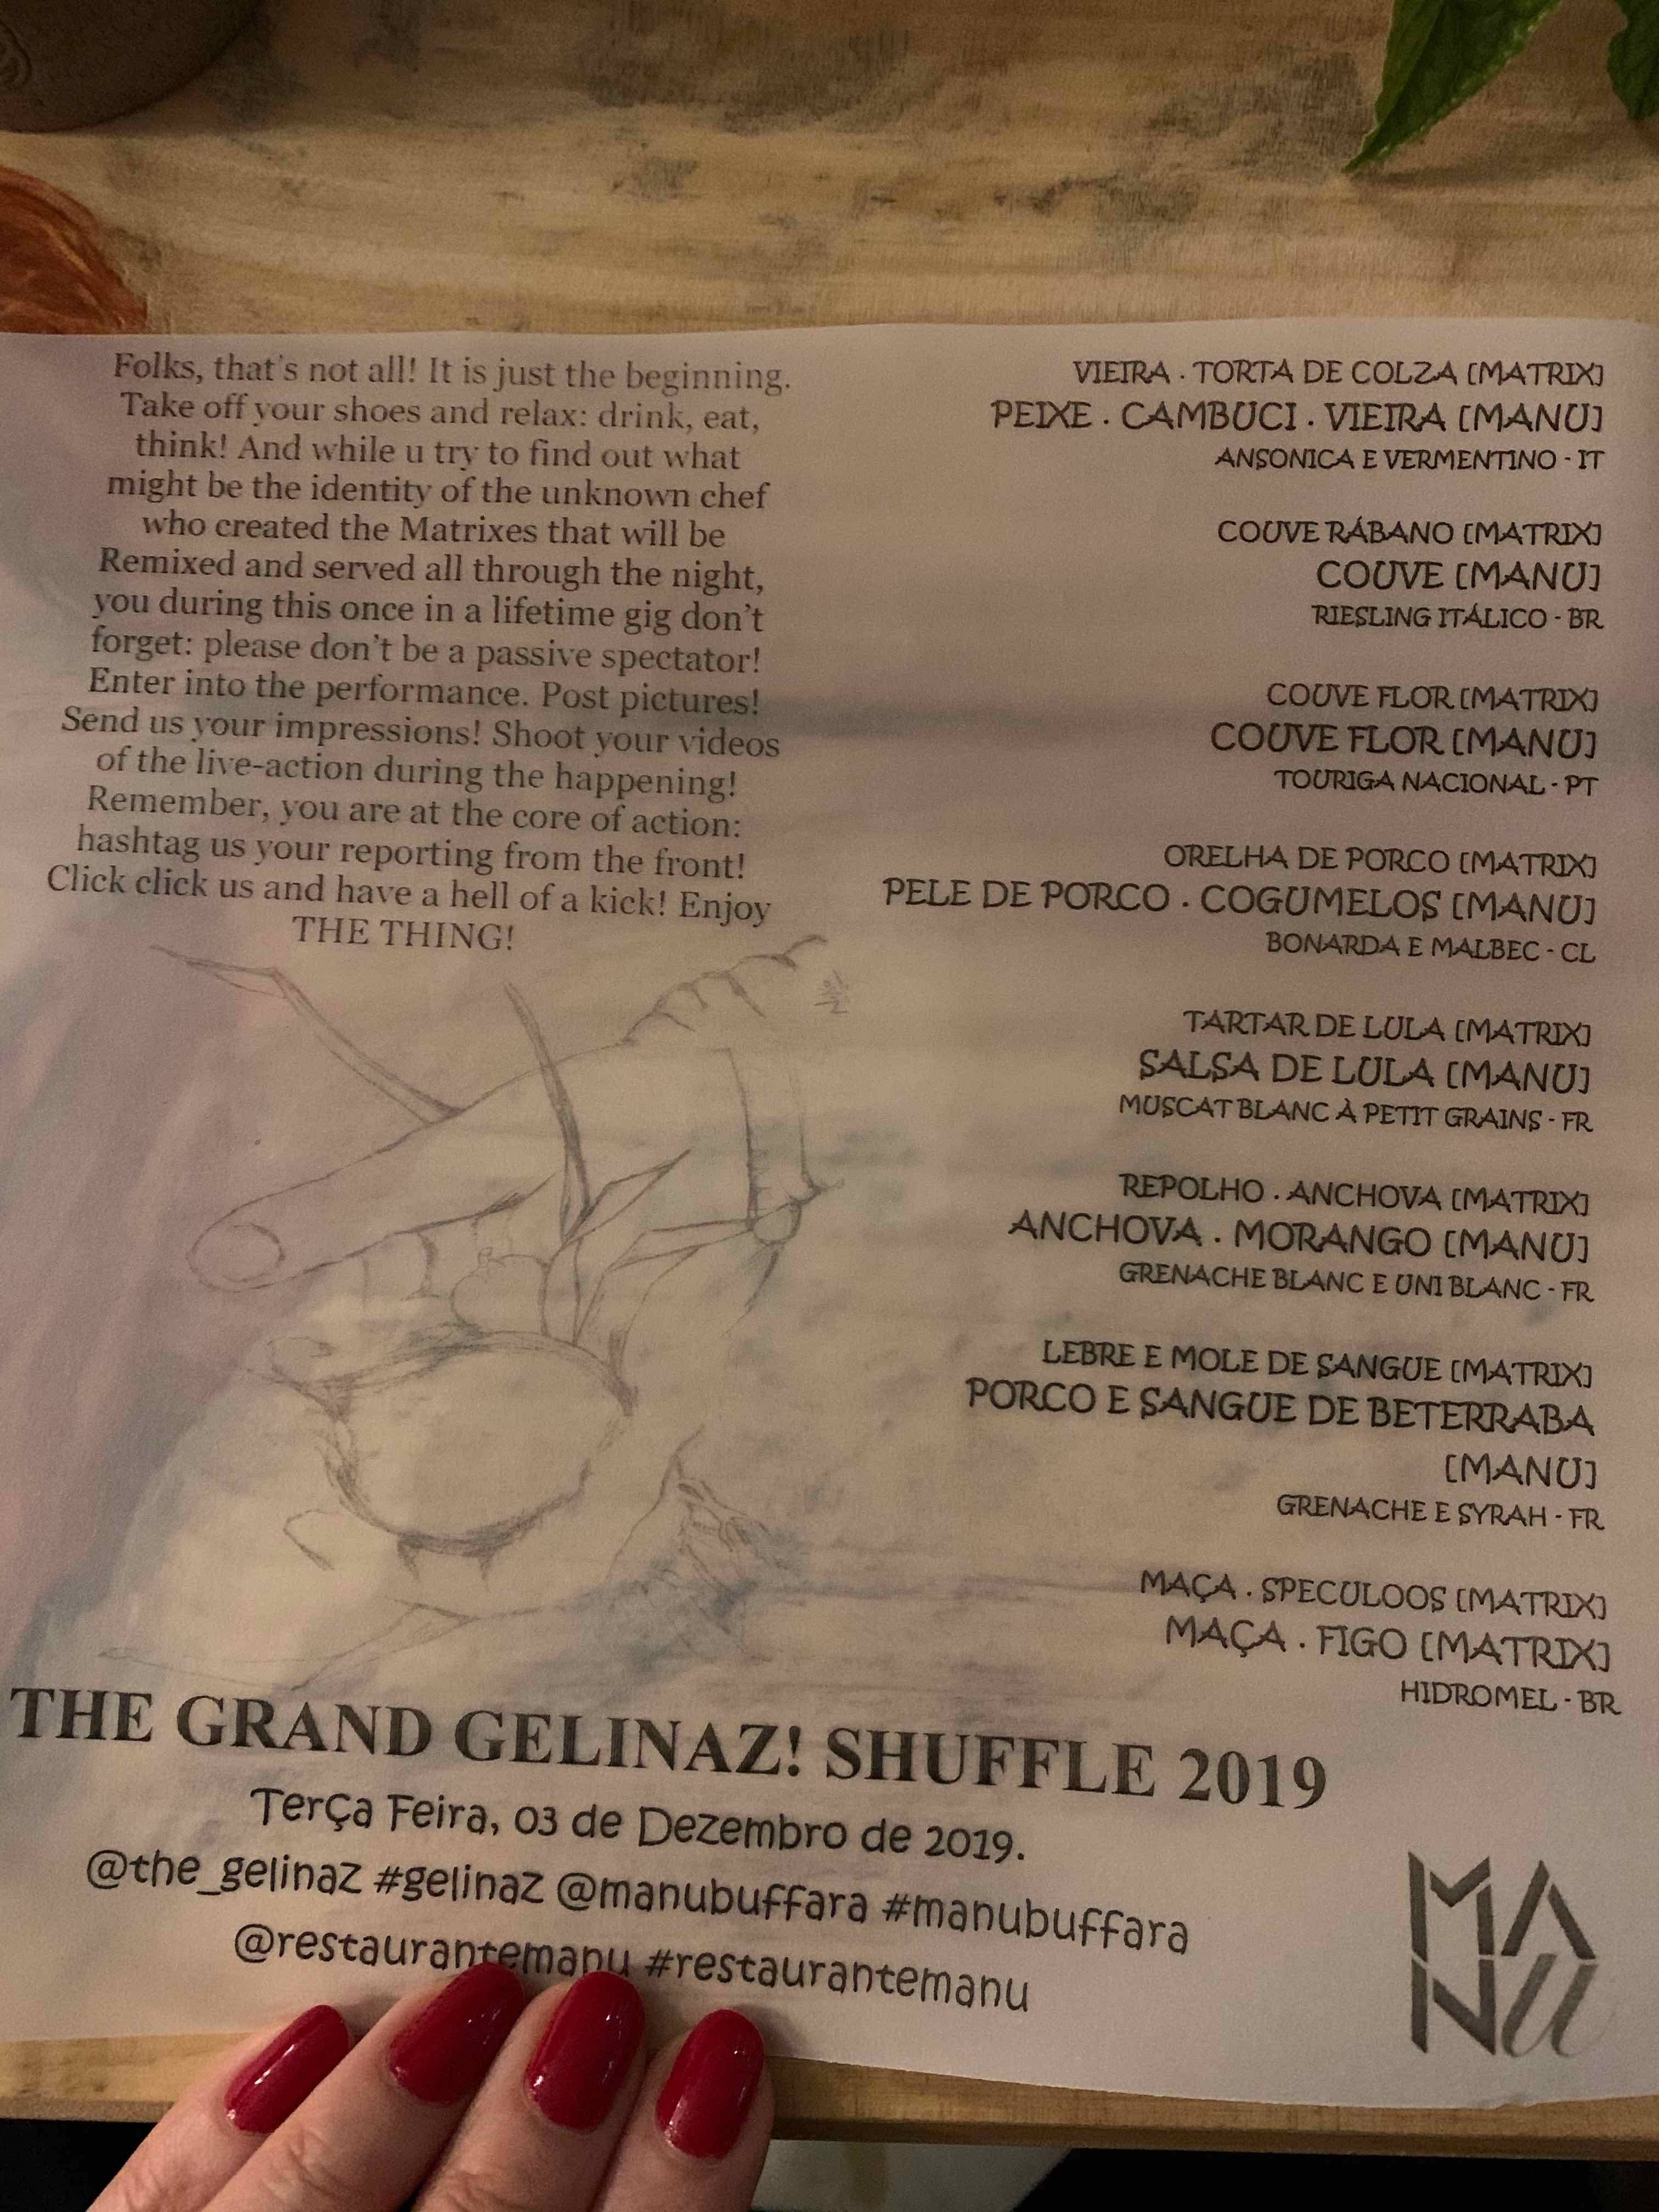 Folks, that's not all! It is just the beginning.
Take off your shoes and relax: drink, eat,
think! And while u try to find out what
might be the identity of the unknown chef
who created the Matrixes that will be
Remixed and served all through the night,
you during this once in a lifetime gig don't
forget: please don't be a passive spectator!
Enter into the performance. Post pictures!
Send us your impressions! Shoot your videos
of the live-action during the happening!
Remember, you are at the core of action:
hashtag us your reporting from the front!
Click click us and have a hell of a kick! Enjoy
THE THING!
VIEIRA . TORTA DE COLZA [MATRIX]
PEIXE . CAMBUCI . VIEIRA [MANU]
ANSONICA E VERMENTINO - IT
COUVE RÁBANO [MATRIX]
COUVE [MANU]
RIESLING ITÁLICO - BR
COUVE FLOR [MATRIX]
COUVE FLOR [MANU]
TOURIGA NACIONAL - PT
ORELHA DE PORCO [MATRIX]
PELE DE PORCO . COGUMELOS [MANU]
BONARDA E MALBEC - CL
TARTAR DE LULA [MATRIX]
SALSA DE LULA [MANU]
MUSCAT BLANC À PETIT GRAINS - FR
REPOLHO . ANCHOVA [MATRIX]
ANCHOVA . MORANGO [MANU]
GRENACHE BLANC E UNI BLANC - FR
LEBRE E MOLE DE SANGUE [MATRIX]
PORCO E SANGUE DE BETERRABA
[MANU]
GRENACHE E SYRAH - FR
MAÇA . SPECULOOS [MATRIX]
MAÇA . FIGO [MATRIX]
HIDROMEL - BR
THE GRAND GELINAZ! SHUFFLE 2019
Terça Feira, 03 de Dezembro de 2019.
@the_gelinaz #gelinaz @manubuffara #manubuffara
@restaurantemanu #restaurantemanu
MA
NU